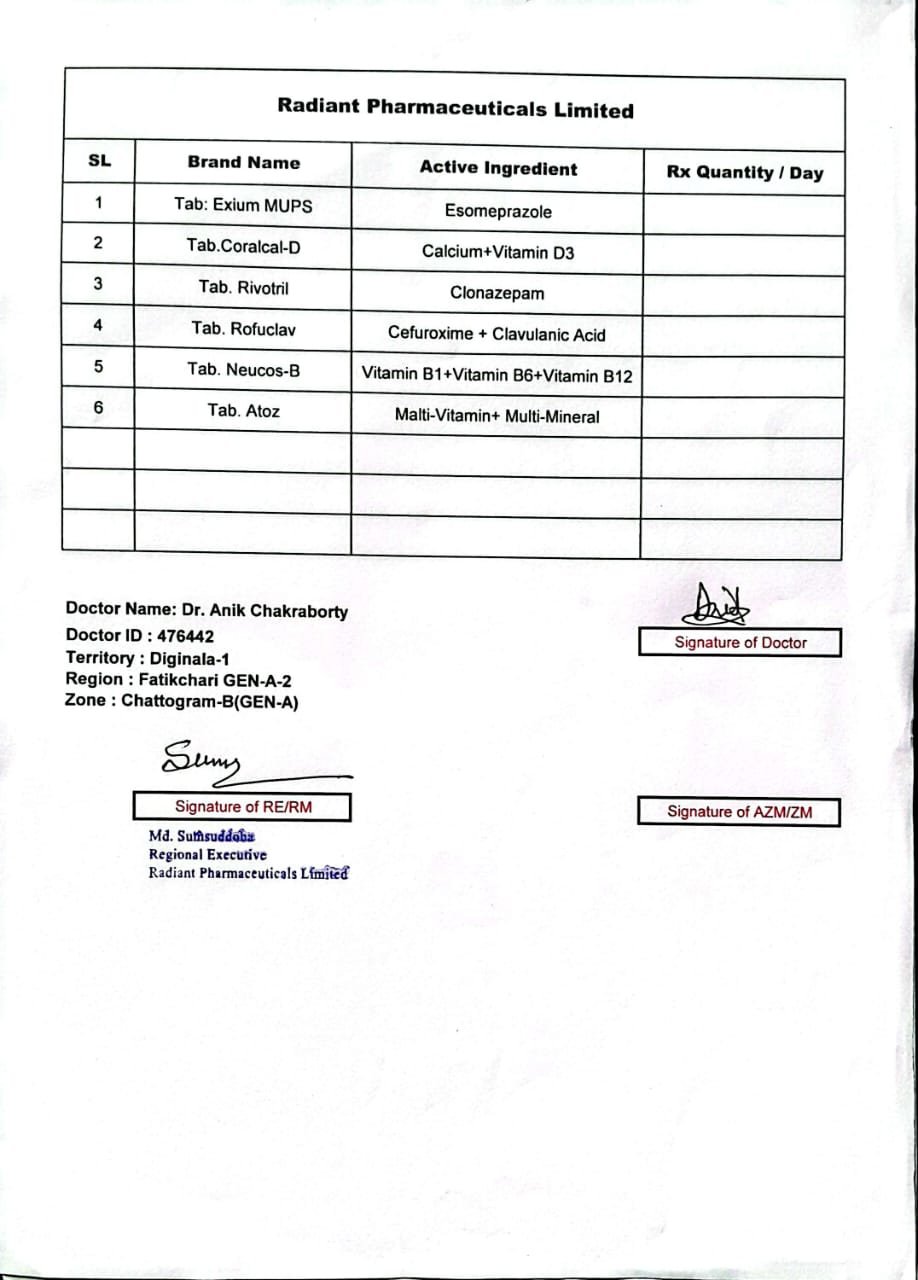 Radiant Pharmaceuticals Limited
SL Brand Name Active Ingredient Rx Quantity / Day
1 Tab: Exium MUPS Esomeprazole
2 Tab.Coralcal-D Calcium+Vitamin D3
3 Tab. Rivotril Clonazepam
4 Tab. Rofuclav Cefuroxime + Clavulanic Acid
5 Tab. Neucos-B Vitamin B1+Vitamin B6+Vitamin B12
6 Tab. Atoz Malti-Vitamin+ Multi-Mineral
Doctor Name: Dr. Anik Chakraborty
Doctor ID : 476442
Territory : Diginala-1
Region : Fatikchari GEN-A-2
Zone : Chattogram-B(GEN-A)
Signature of Doctor
Signature of RE/RM
Signature of AZM/ZM
Md.
Regional Executive
Radiant Pharmaceuticals Limited